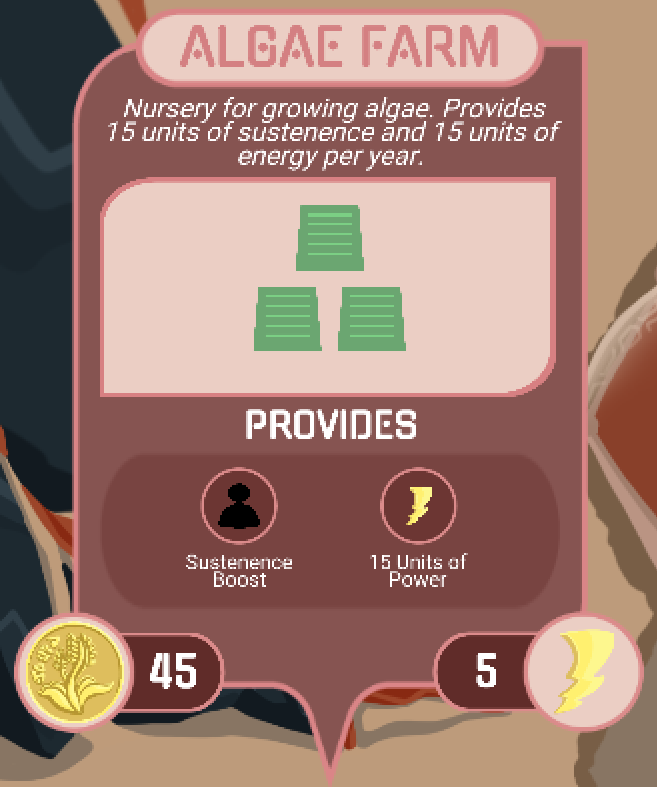 ALGAE FARM
Nursery for growing algae. Provides
15 units of sustenence and 15 units of
energy per year.
PROVIDES
Sustenence
Boost
15 Units of
Power
45
5